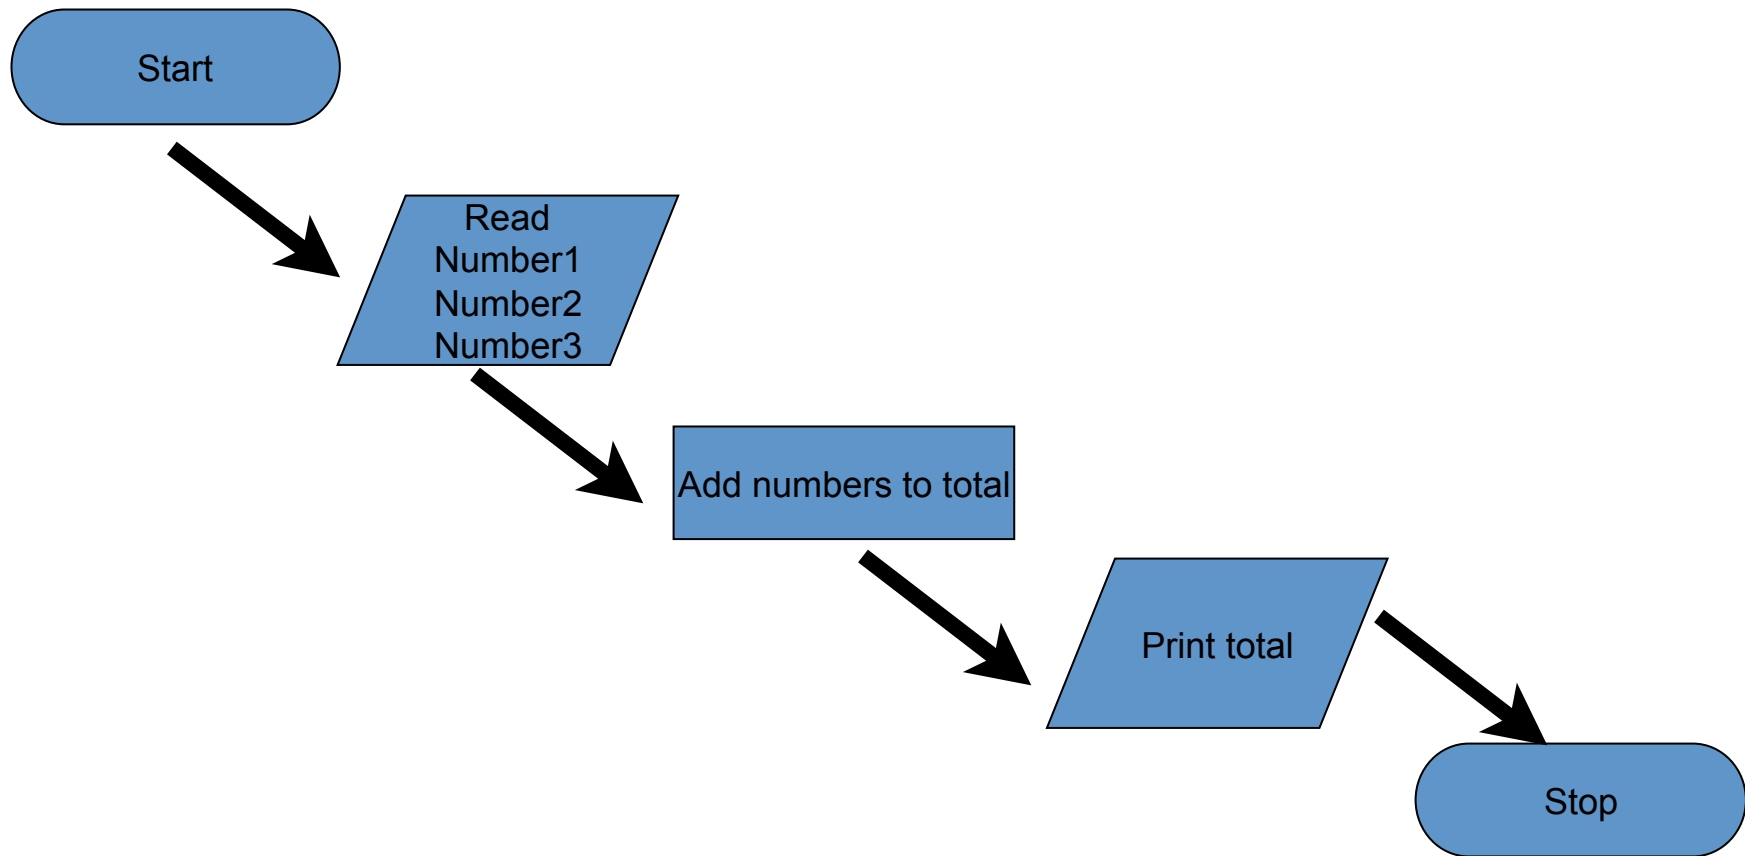 Start
Read
Number1
Number2
Number3
Add numbers to total
Print total
Stop